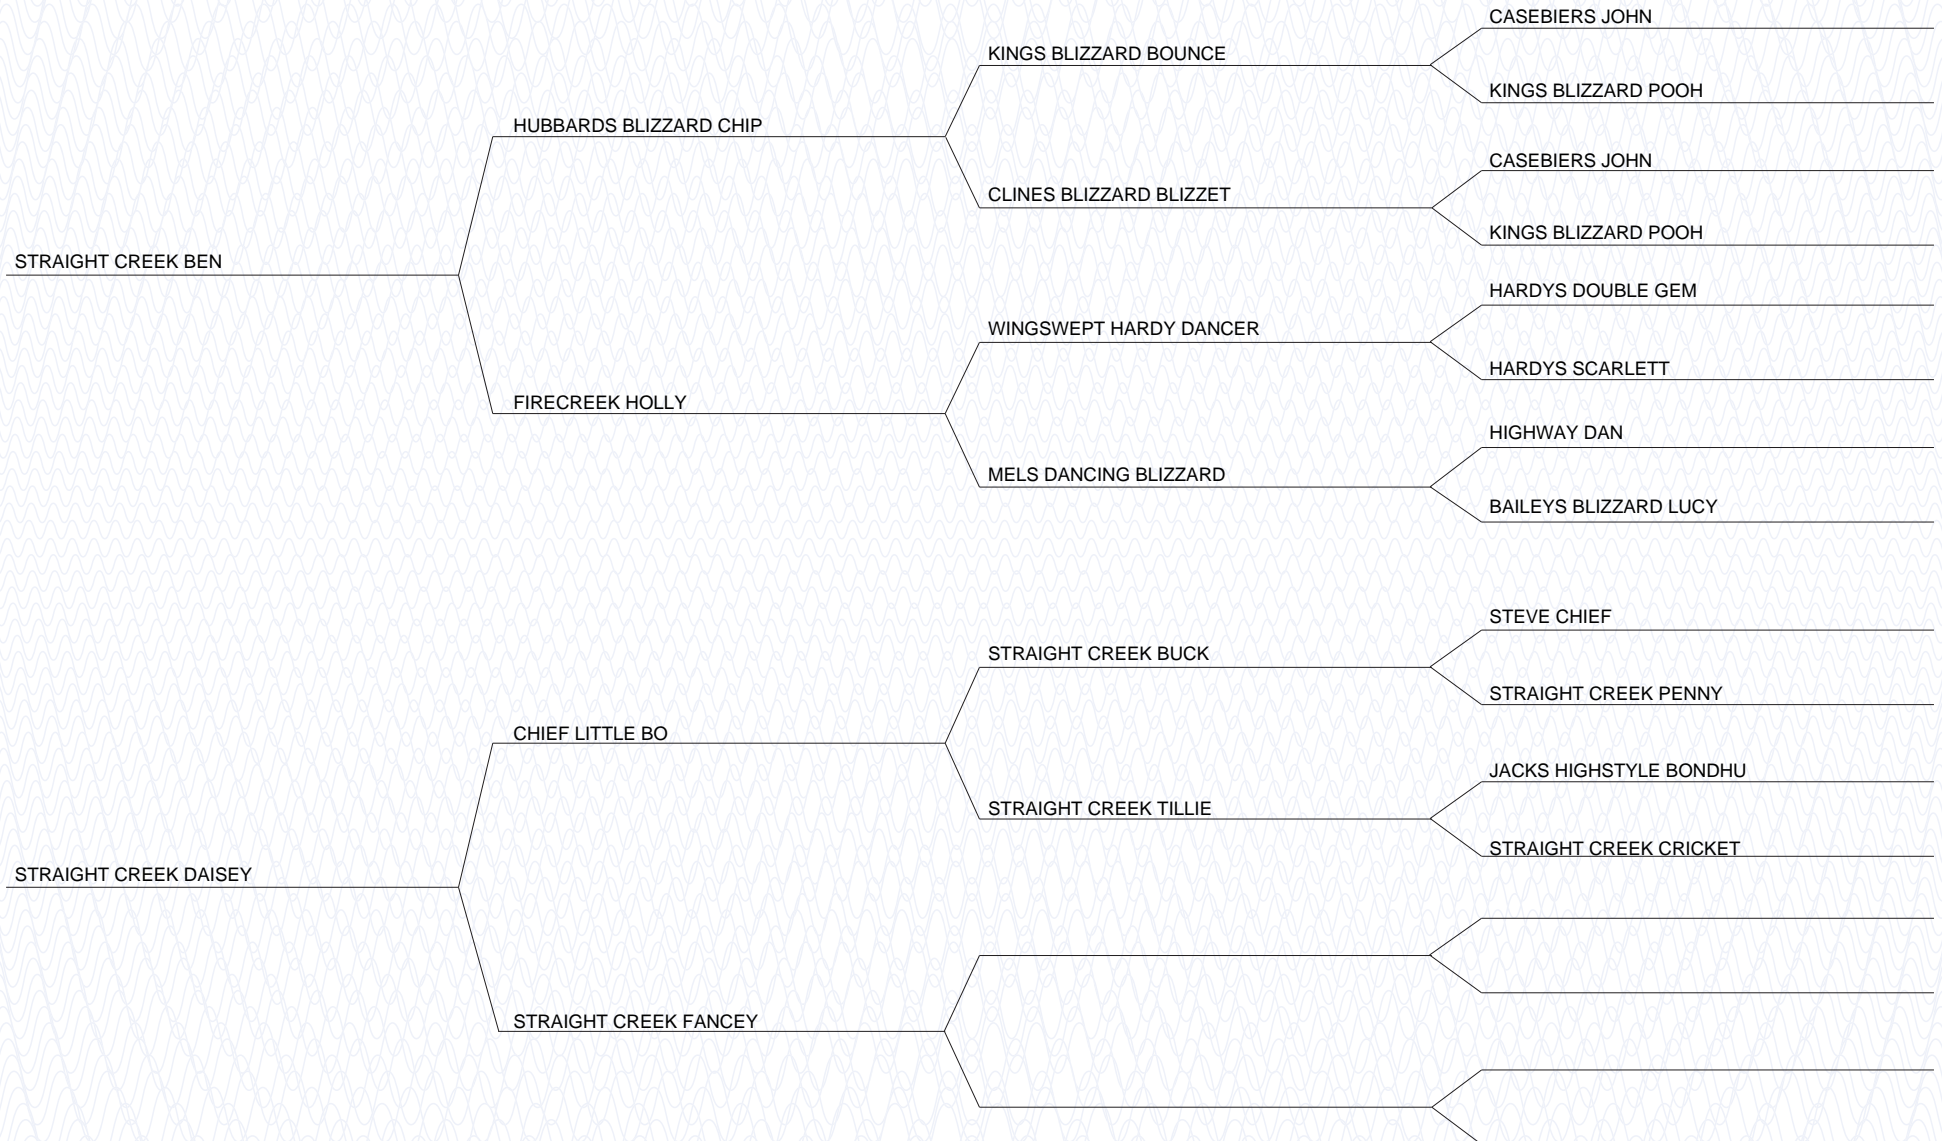 CASEBIERS JOHN
KINGS BLIZZARD BOUNCE
KINGS BLIZZARD POOH
HUBBARDS BLIZZARD CHIP
CASEBIERS JOHN
CLINES BLIZZARD BLIZZET
KINGS BLIZZARD POOH
STRAIGHT CREEK BEN
HARDYS DOUBLE GEM
WINGSWEPT HARDY DANCER
HARDYS SCARLETT
FIRECREEK HOLLY
HIGHWAY DAN
MELS DANCING BLIZZARD
BAILEYS BLIZZARD LUCY
STEVE CHIEF
STRAIGHT CREEK BUCK
STRAIGHT CREEK PENNY
CHIEF LITTLE BO
JACKS HIGHSTYLE BONDHU
STRAIGHT CREEK TILLIE
STRAIGHT CREEK CRICKET
STRAIGHT CREEK DAISEY
STRAIGHT CREEK FANCEY